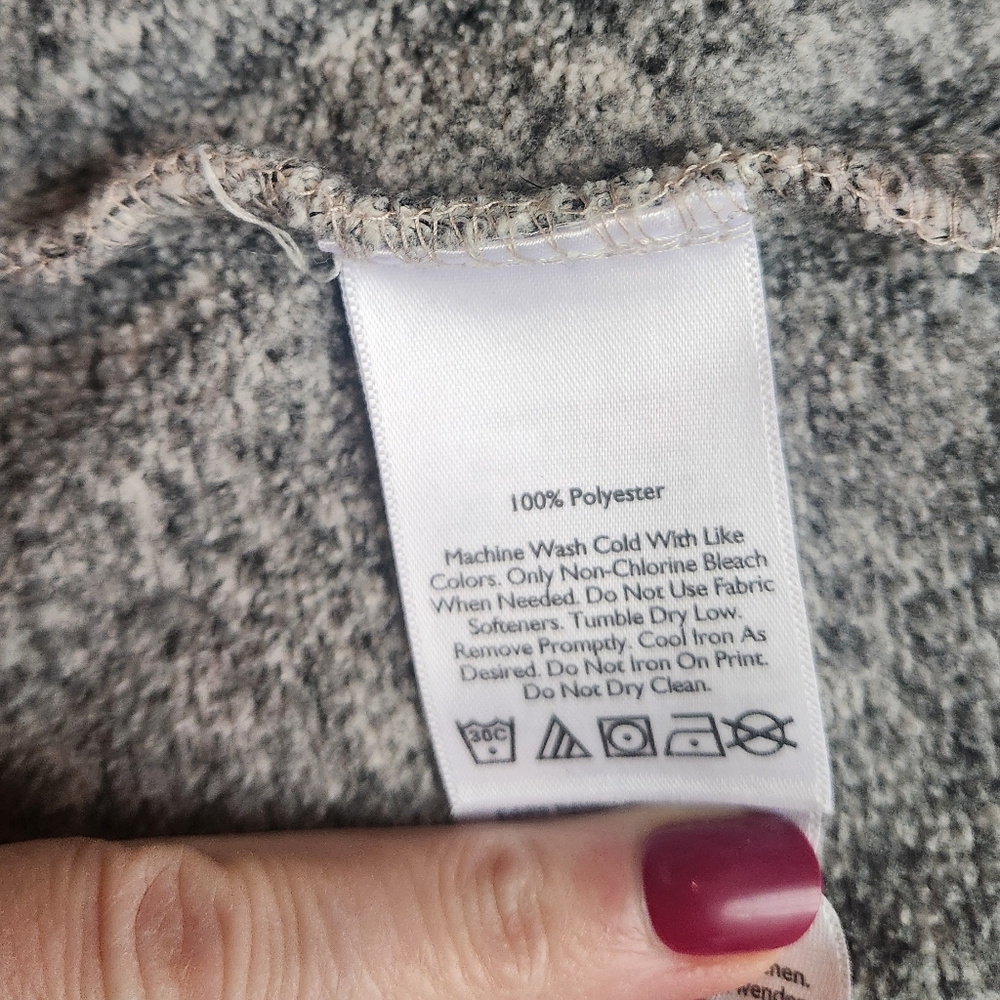 100% Polyester
Machine Wash Cold With Like
Colors. Only Non-Chlorine Bleach
When Needed. Do Not Use Fabric
Softeners. Tumble Dry Low.
Remove Promptly. Cool Iron As
Desired. Do Not Iron On Print.
Do Not Dry Clean.
30C